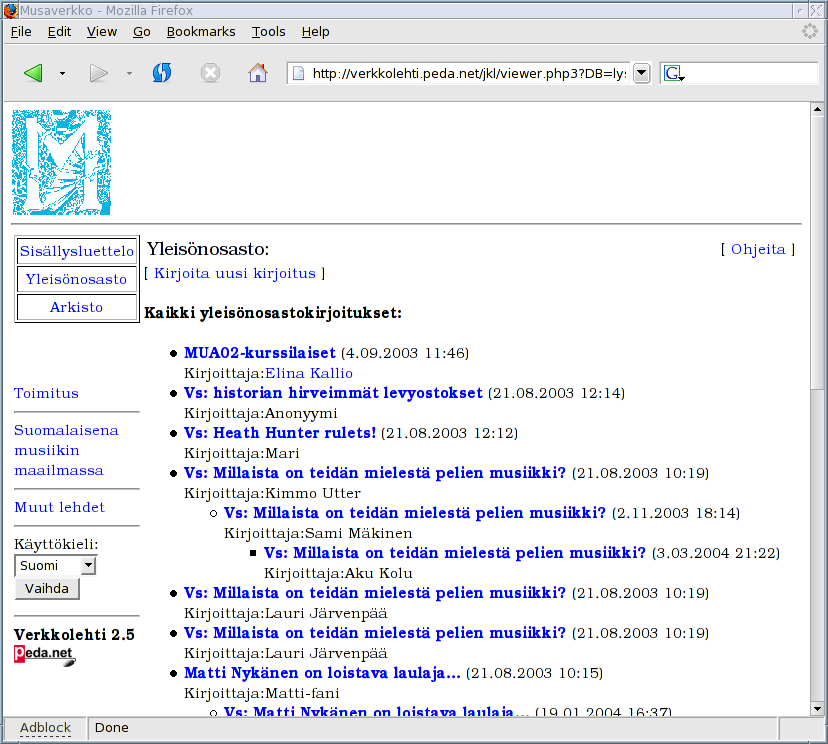 Musaverkko - Mozilla Firefox
File Edit View Go Bookmarks Tools Help
http://verkkolehti.peda.net/jkl/viewer.php3?DB=lys
G
M
Sisällysluettelo
Yleisönosasto
Arkisto
Yleisönosasto:
[ Ohjeita ]
[ Kirjoita uusi kirjoitus ]
Kaikki yleisönosastokirjoitukset:
MUA02-kurssilaiset (4.09.2003 11:46)
Kirjoittaja:Elina Kallio
Vs: historian hirveimmät levyostokset (21.08.2003 12:14)
Kirjoittaja:Anonyymi
Vs: Heath Hunter rulets! (21.08.2003 12:12)
Kirjoittaja:Mari
Vs: Millaista on teidän mielestä pelien musiikki? (21.08.2003 10:19)
Kirjoittaja:Kimmo Utter
Vs: Millaista on teidän mielestä pelien musiikki? (2.11.2003 18:14)
Kirjoittaja:Sami Mäkinen
Vs: Millaista on teidän mielestä pelien musiikki? (3.03.2004 21:22)
Kirjoittaja:Aku Kolu
Vs: Millaista on teidän mielestä pelien musiikki? (21.08.2003 10:19)
Kirjoittaja:Lauri Järvenpää
Vs: Millaista on teidän mielestä pelien musiikki? (21.08.2003 10:19)
Kirjoittaja:Lauri Järvenpää
Matti Nykänen on loistava laulaja... (21.08.2003 10:15)
Kirjoittaja:Matti-fani
Vs: Matti Nykänen on loistava laulaja... (19.01.2004 16:37)
Toimitus
Suomalaisena
musiikin
maailmassa
Muut lehdet
Käyttökieli:
Suomi
Vaihda
Verkkolehti 2.5
peda.net
Adblock Done